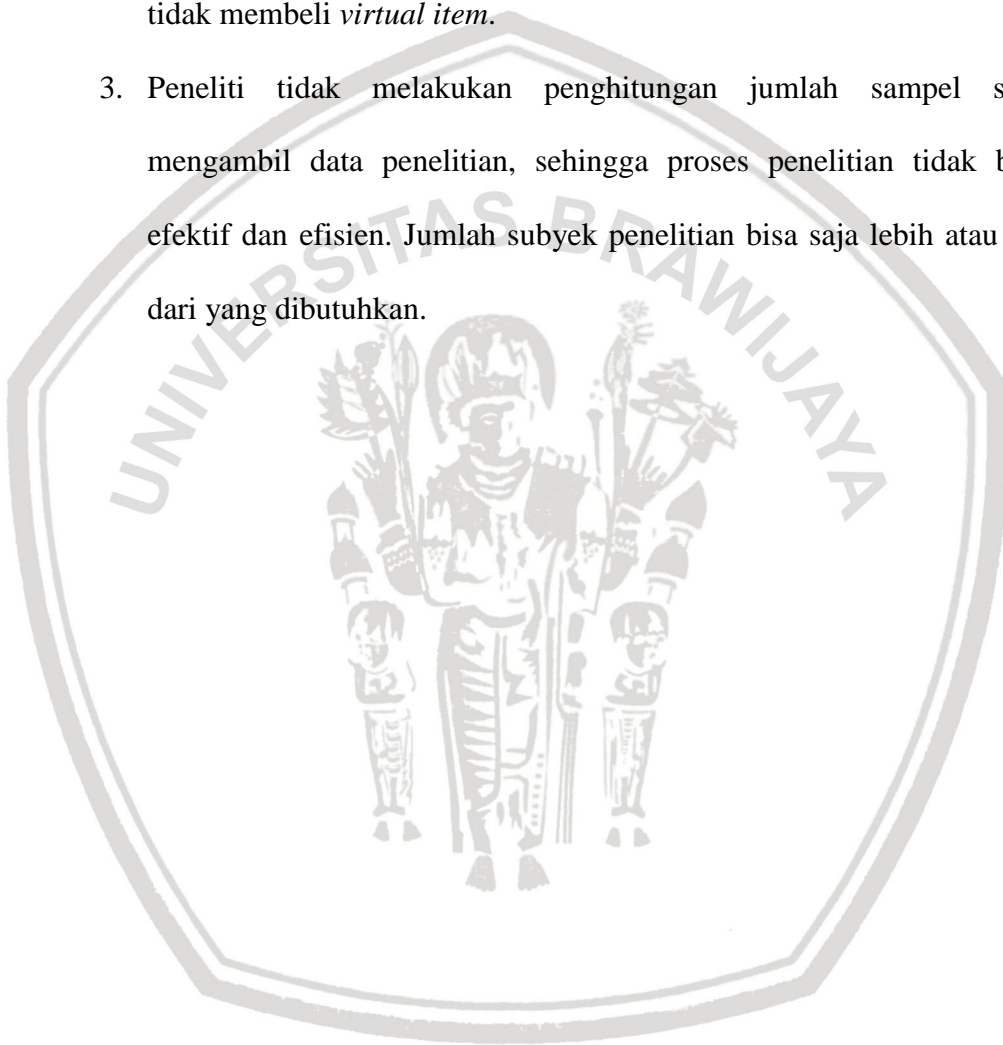 tidak membeli virtual item.
3. Peneliti tidak melakukan penghitungan jumlah sampel
mengambil data penelitian, sehingga proses penelitian tidak
efektif dan efisien. Jumlah subyek penelitian bisa saja lebih atau
dari yang dibutuhkan.
UNIVERSITAS BRAWIJAYA